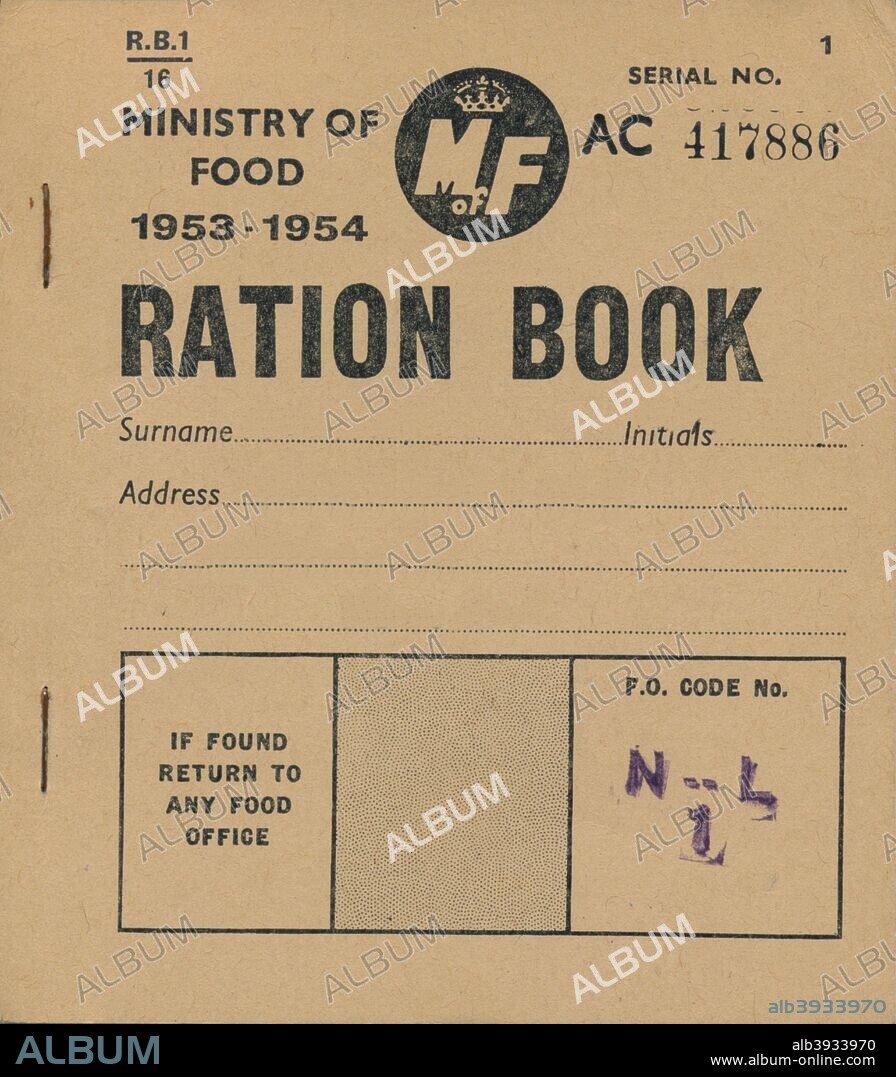 R.B.1
16
1
SERIAL NO.
AC 417886
MINISTRY OF
FOOD
1953-1954
M of F
RATION BOOK
Surname Initials
Address
IF FOUND
RETURN TO
ANY FOOD
OFFICE
F.O. CODE No.
N--L
1
ALBUM
alb3933970
ALBUM
alb3933970
www.album-online.com